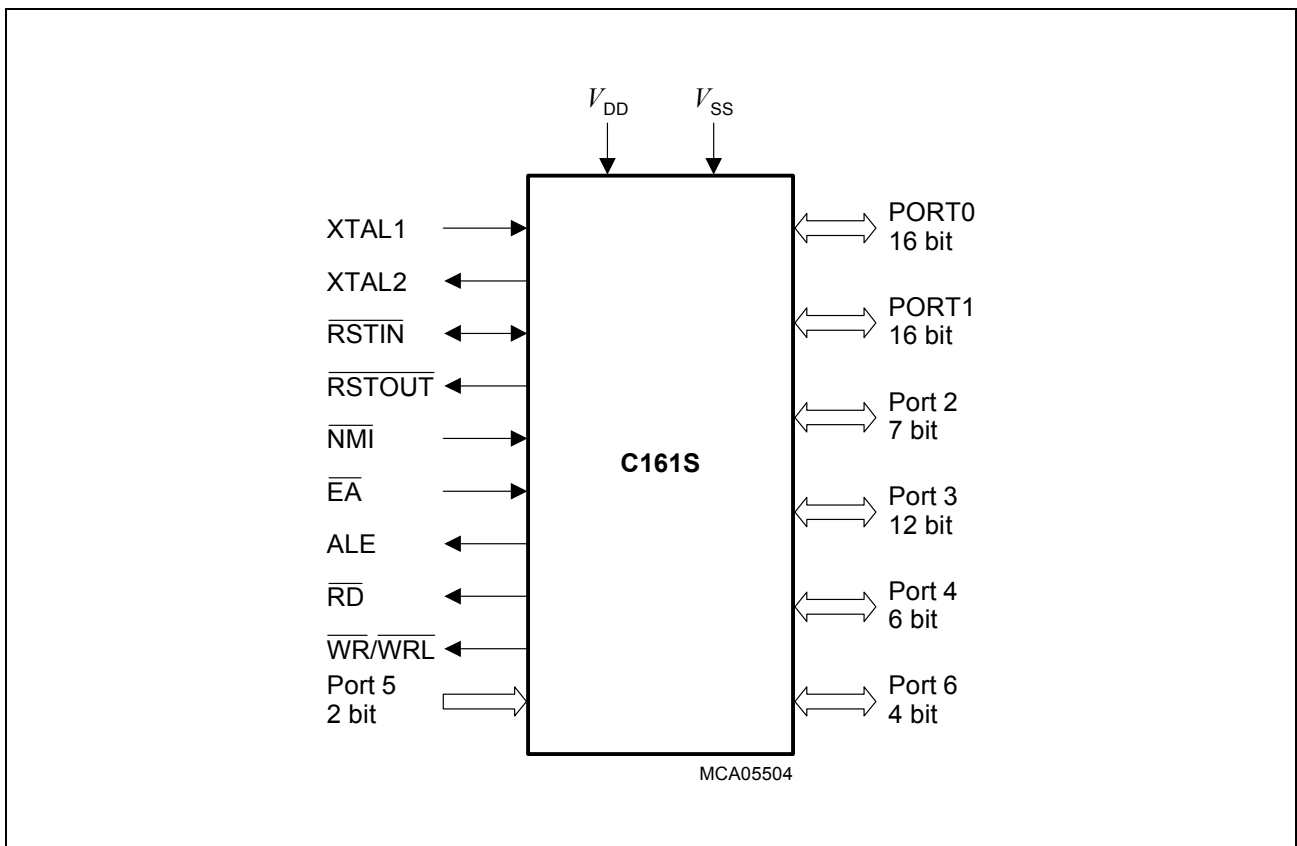 VDD
VSS
XTAL1
XTAL2
RSTIN
RSTOUT
NMI
EA
ALE
RD
WR/WRL
Port 5
2 bit
C161S
PORT0
16 bit
PORT1
16 bit
Port 2
7 bit
Port 3
12 bit
Port 4
6 bit
Port 6
4 bit
MCA05504